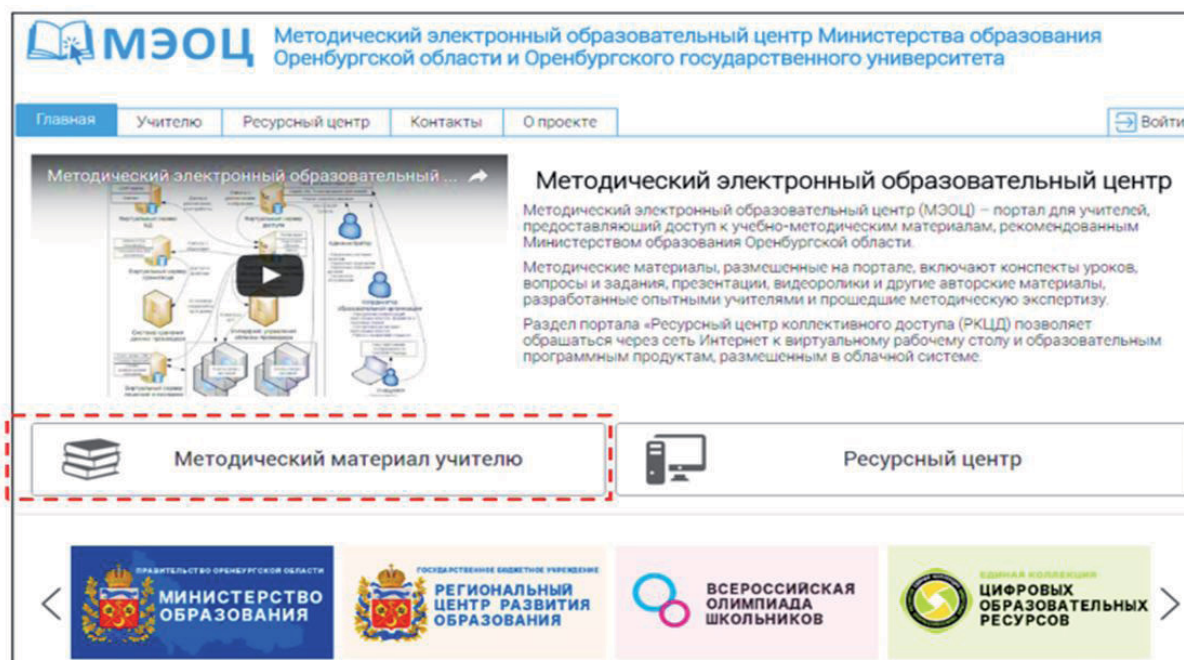 МЭОЦ
Методический электронный образовательный центр Министерства образования
Оренбургской области и Оренбургского государственного университета
Главная
Учителю
Ресурсный центр
Контакты
О проекте
Войти
Методический электронный образовательный ...
Методический электронный образовательный центр
Методический электронный образовательный центр (МЭОЦ) – портал для учителей,
предоставляющий доступ к учебно-методическим материалам, рекомендованным
Министерством образования Оренбургской области.
Методические материалы, размещенные на портале, включают конспекты уроков,
вопросы и задания, презентации, видеоролики и другие авторские материалы,
разработанные опытными учителями и прошедшие методическую экспертизу.
Раздел портала «Ресурсный центр коллективного доступа (РКЦД) позволяет
обращаться через сеть Интернет к виртуальному рабочему столу и образовательным
программным продуктам, размещенным в облачной системе.
Администратор
Методический материал учителю
Ресурсный центр
ПРАВИТЕЛЬСТВО ОРЕНБУРГСКОЙ ОБЛАСТИ
МИНИСТЕРСТВО
ОБРАЗОВАНИЯ
ГОСУДАРСТВЕННОЕ БЮДЖЕТНОЕ УЧРЕЖДЕНИЕ
РЕГИОНАЛЬНЫЙ
ЦЕНТР РАЗВИТИЯ
ОБРАЗОВАНИЯ
ВСЕРОССИЙСКАЯ
ОЛИМПИАДА
ШКОЛЬНИКОВ
ЕДИНАЯ КОЛЛЕКЦИЯ
ЦИФРОВЫХ
ОБРАЗОВАТЕЛЬНЫХ
РЕСУРСОВ